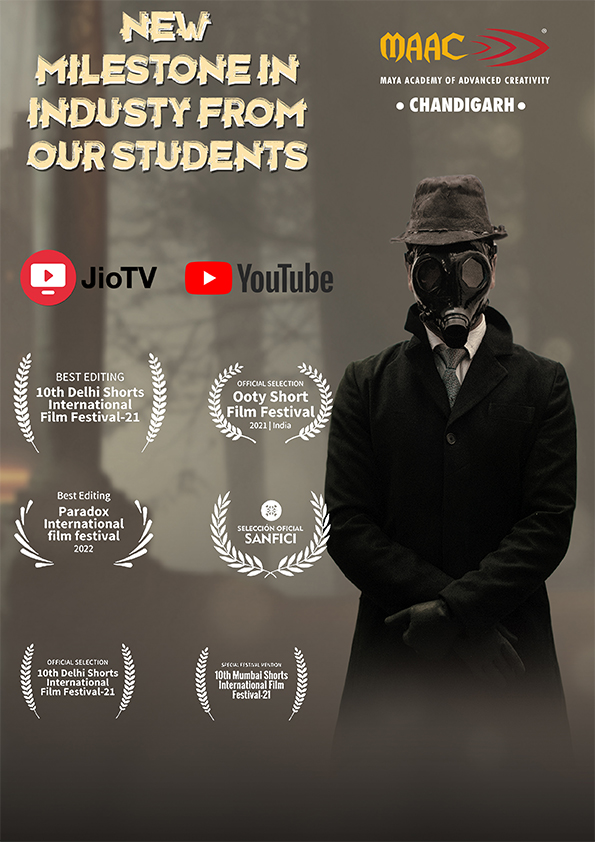 NEW
MILESTONE IN
INDUSTY FROM
OUR STUDENTS
MAAC
®
MAYA ACADEMY OF ADVANCED CREATIVITY
• CHANDIGARH •
JioTV
YouTube
BEST EDITING
10th Delhi Shorts
International
Film Festival-21
OFFICIAL SELECTION
Ooty Short
Film Festival
2021 | India
Best Editing
Paradox
International
film festival
2022
SELECCIÓN OFICIAL
SANFICI
OFFICIAL SELECTION
10th Delhi Shorts
International
Film Festival-21
SPECIAL FESTIVAL MENTION
10th Mumbai Shorts
International Film
Festival-21